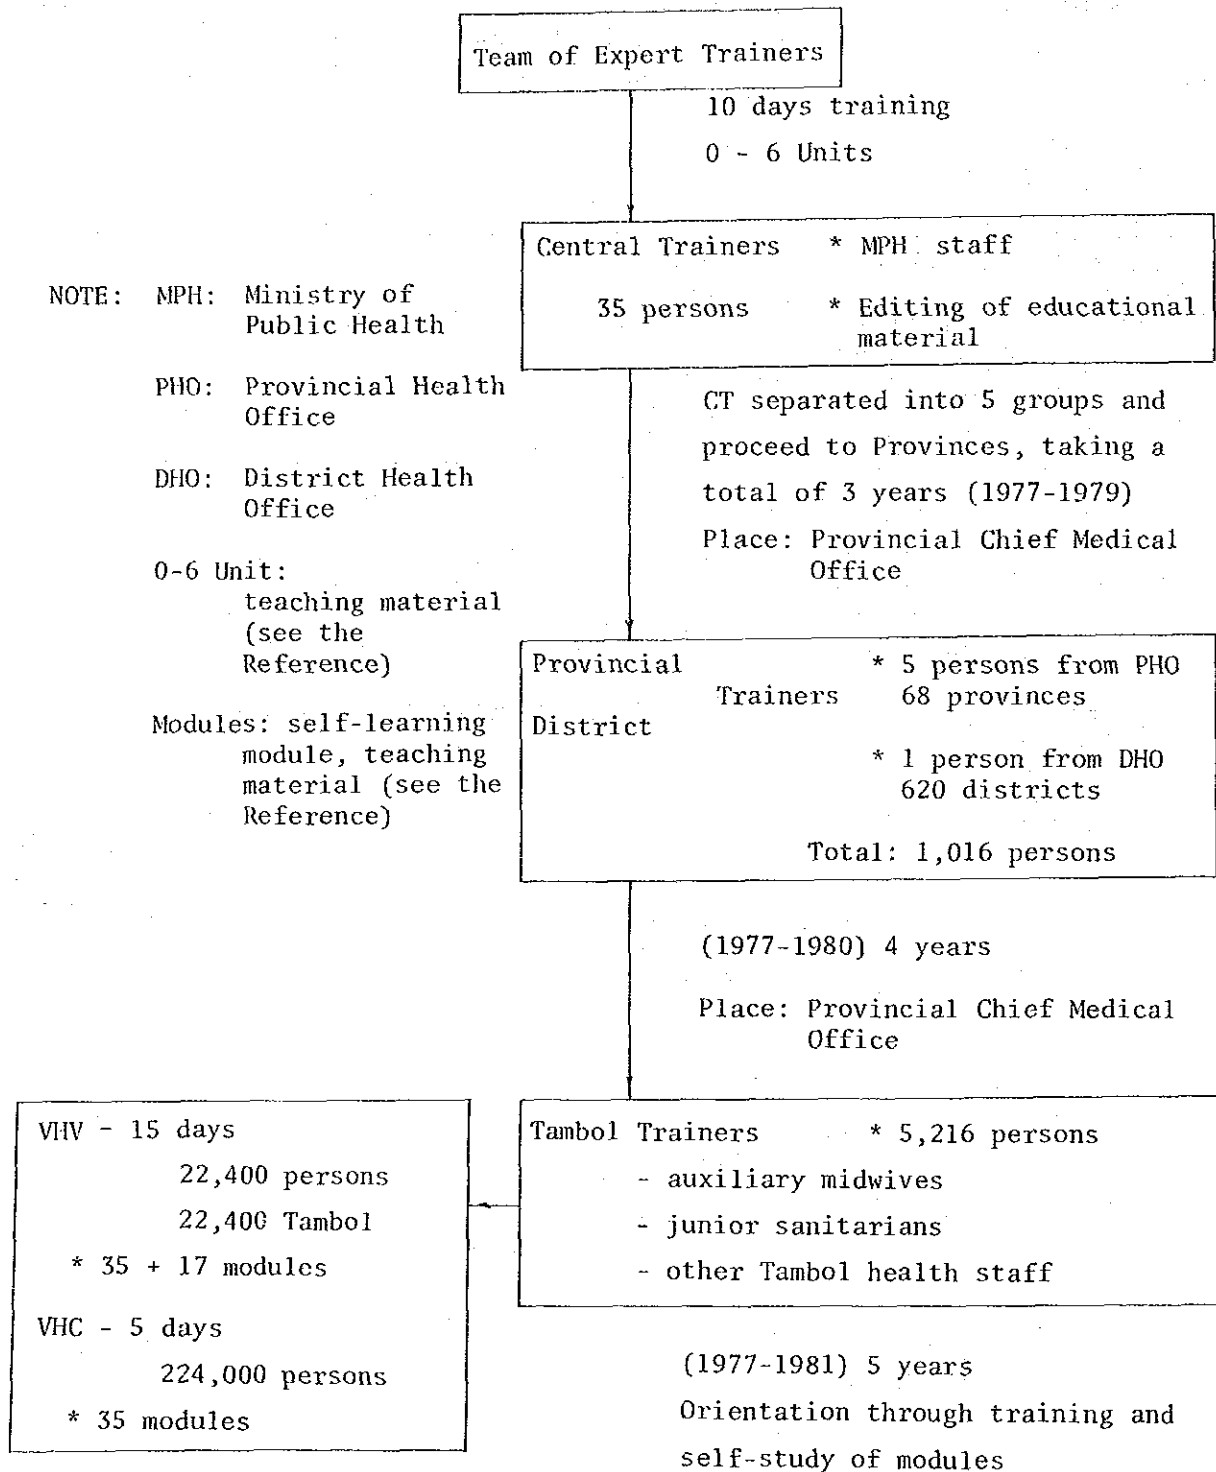 Team of Expert Trainers
10 days training
0 - 6 Units
Central Trainers * MPH staff
35 persons * Editing of educational
material
NOTE: MPH: Ministry of
Public Health
PHO: Provincial Health
Office
DHO: District Health
Office
0-6 Unit:
teaching material
(see the
Reference)
Modules: self-learning
module, teaching
material (see the
Reference)
CT separated into 5 groups and
proceed to Provinces, taking a
total of 3 years (1977-1979)
Place: Provincial Chief Medical
Office
Provincial * 5 persons from PHO
Trainers 68 provinces
District
* 1 person from DHO
620 districts
Total: 1,016 persons
(1977-1980) 4 years
Place: Provincial Chief Medical
Office
Tambol Trainers * 5,216 persons
- auxiliary midwives
- junior sanitarians
- other Tambol health staff
VHV - 15 days
22,400 persons
22,400 Tambol
* 35 + 17 modules
VHC - 5 days
224,000 persons
* 35 modules
(1977-1981) 5 years
Orientation through training and
self-study of modules